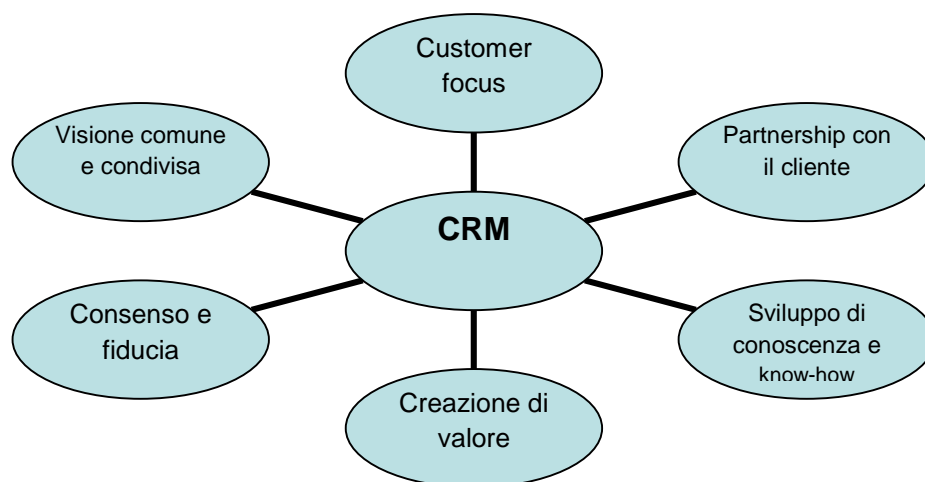 Customer
focus
Visione comune
e condivisa
Partnership con
il cliente
CRM
Consenso e
fiducia
Sviluppo di
conoscenza e
know-how
Creazione di
valore